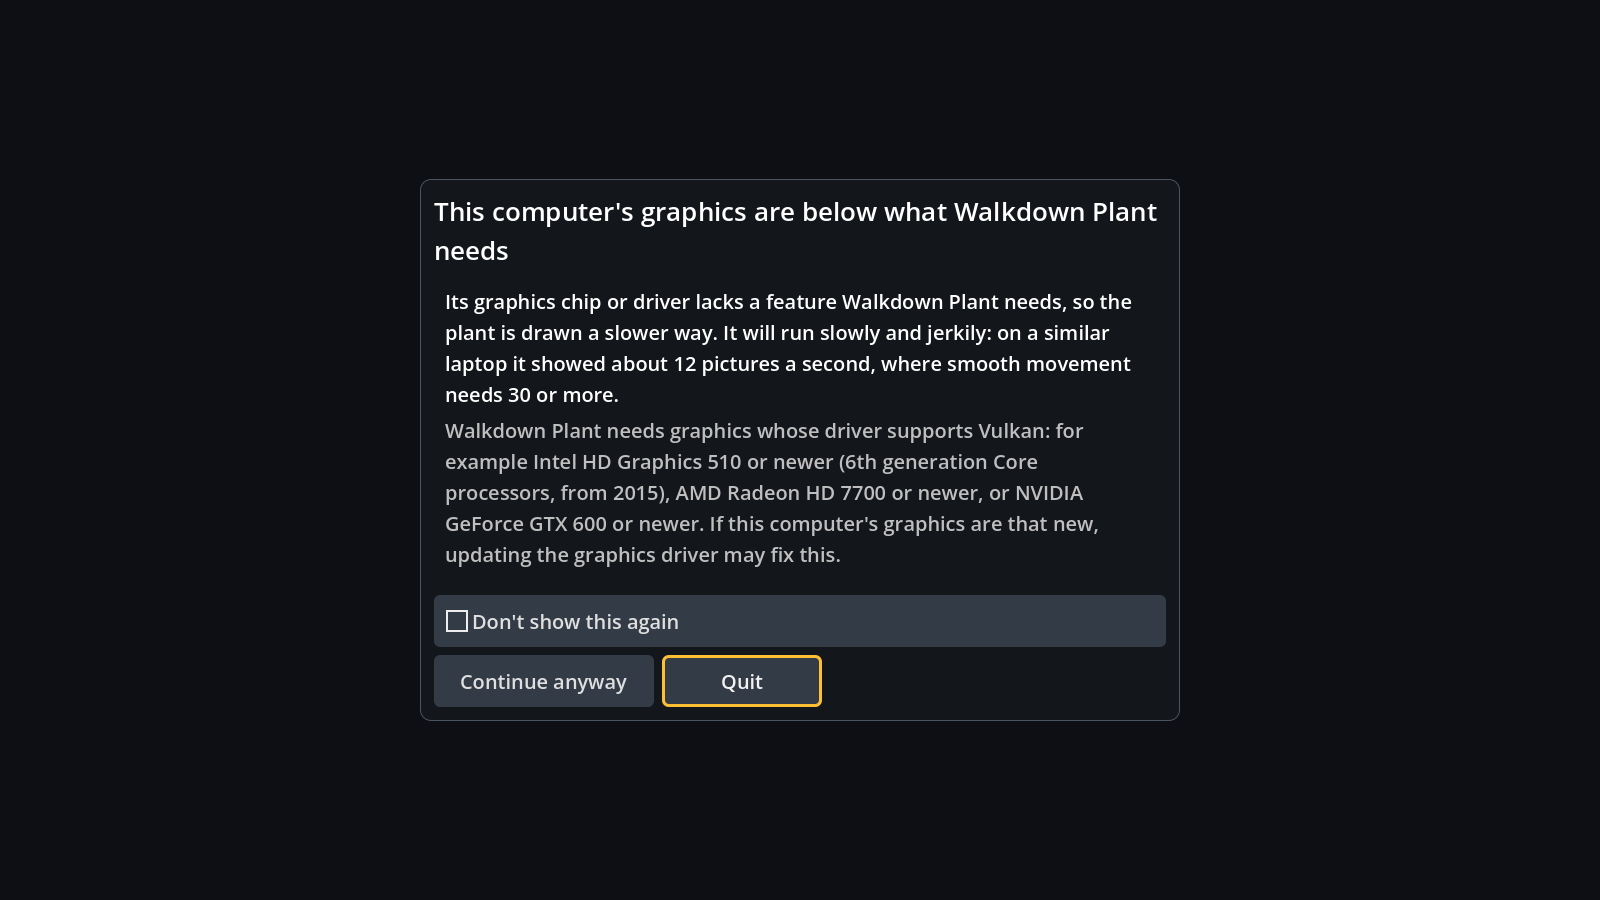 This computer's graphics are below what Walkdown Plant
needs
Its graphics chip or driver lacks a feature Walkdown Plant needs, so the
plant is drawn a slower way. It will run slowly and jerkily: on a similar
laptop it showed about 12 pictures a second, where smooth movement
needs 30 or more.
Walkdown Plant needs graphics whose driver supports Vulkan: for
example Intel HD Graphics 510 or newer (6th generation Core
processors, from 2015), AMD Radeon HD 7700 or newer, or NVIDIA
GeForce GTX 600 or newer. If this computer's graphics are that new,
updating the graphics driver may fix this.
Don't show this again
Continue anyway
Quit